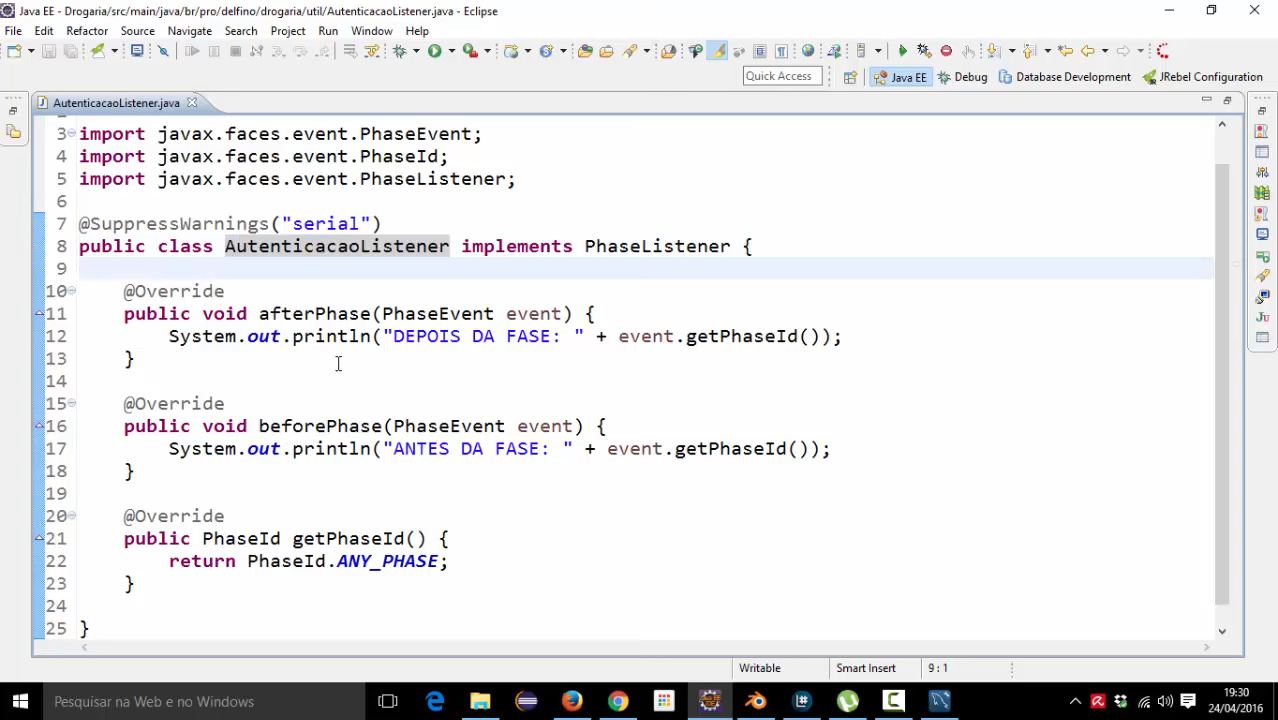 Java EE - Drogaria/src/main/java/br/pro/delfino/drogaria/util/AutenticacaoListener.java - Eclipse
File Edit Refactor Source Navigate Search Project Run Window Help
Quick Access Java EE Debug Database Development JRebel Configuration
AutenticacaoListener.java
3 import javax.faces.event.PhaseEvent;
4 import javax.faces.event.PhaseId;
5 import javax.faces.event.PhaseListener;
6
7 @SuppressWarnings("serial")
8 public class AutenticacaoListener implements PhaseListener {
9
10 @Override
11 public void afterPhase(PhaseEvent event) {
12 System.out.println("DEPOIS DA FASE: " + event.getPhaseId());
13 }
14
15 @Override
16 public void beforePhase(PhaseEvent event) {
17 System.out.println("ANTES DA FASE: " + event.getPhaseId());
18 }
19
20 @Override
21 public PhaseId getPhaseId() {
22 return PhaseId.ANY_PHASE;
23 }
24
25 }
Writable Smart Insert 9 : 1
Pesquisar na Web e no Windows
19:30
24/04/2016